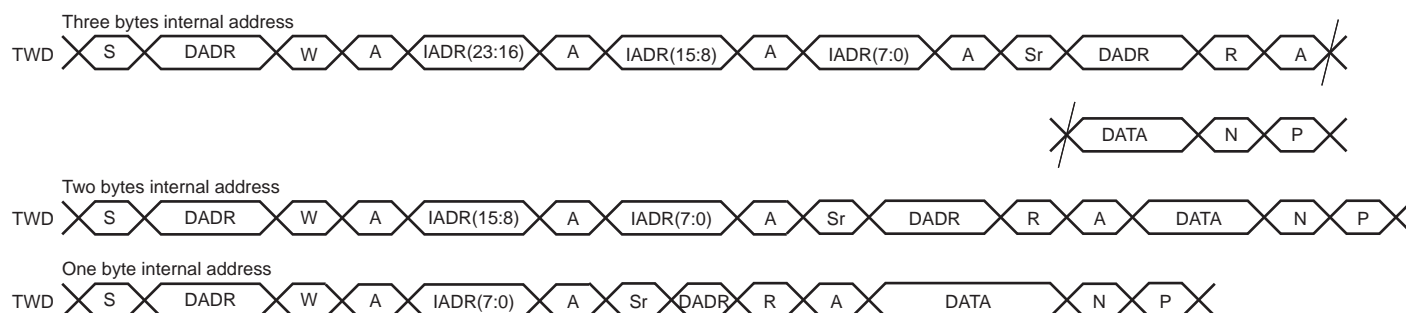 Three bytes internal address
TWD S DADR W A IADR(23:16) A IADR(15:8) A IADR(7:0) A Sr DADR R A
DATA N P
Two bytes internal address
TWD S DADR W A IADR(15:8) A IADR(7:0) A Sr DADR R A DATA N P
One byte internal address
TWD S DADR W A IADR(7:0) A Sr DADR R A DATA N P